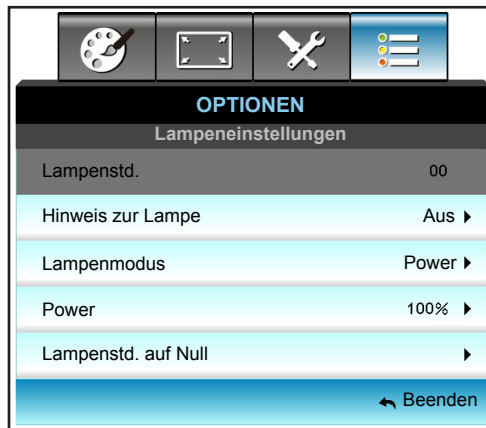 OPTIONEN
Lampeneinstellungen
Lampenstd. 00
Hinweis zur Lampe Aus
Lampenmodus Power
Power 100%
Lampenstd. auf Null
Beenden